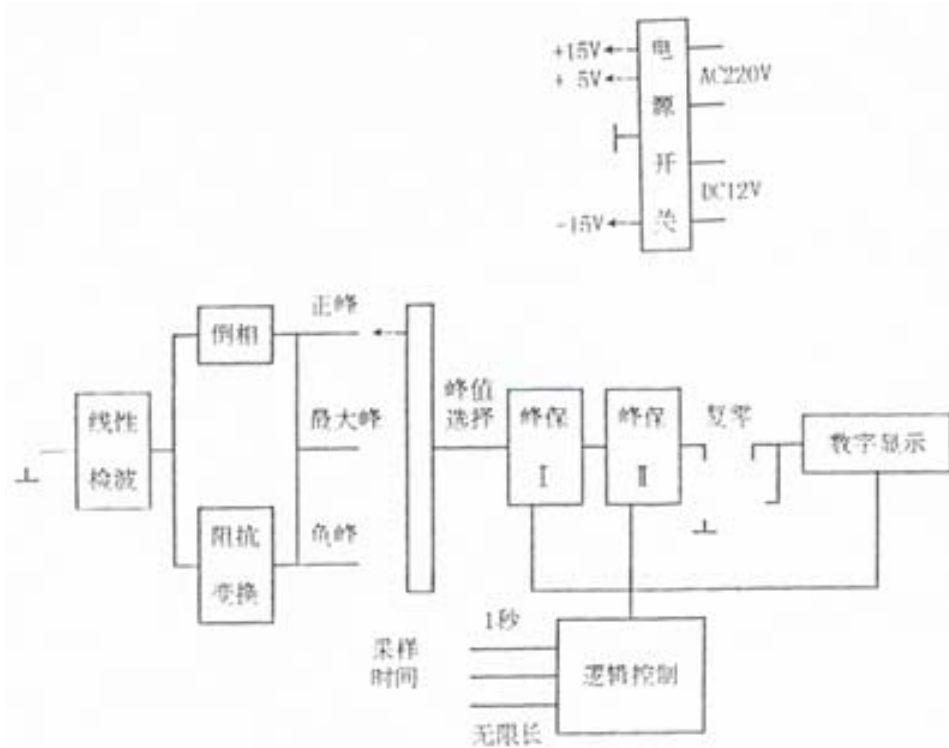 +15V
+ 5V
-15V
电源开关
AC220V
DC12V
线性检波
倒相
阻抗变换
正峰
最大峰
负峰
峰值选择
峰保 Ⅰ
峰保 Ⅱ
复零
数字显示
采样时间
1秒
无限长
逻辑控制